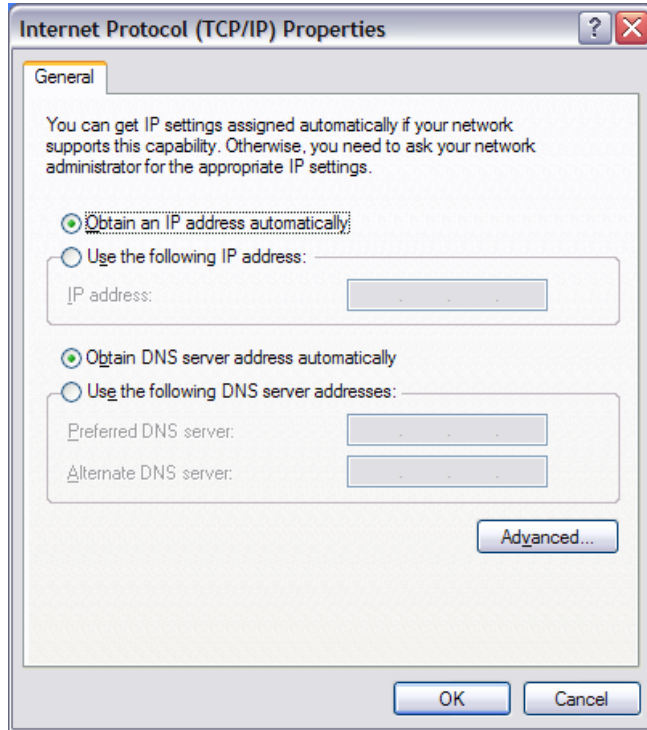 Internet Protocol (TCP/IP) Properties
?
General
You can get IP settings assigned automatically if your network
supports this capability. Otherwise, you need to ask your network
administrator for the appropriate IP settings.
Obtain an IP address automatically
Use the following IP address:
IP address:
Obtain DNS server address automatically
Use the following DNS server addresses:
Preferred DNS server:
Alternate DNS server:
Advanced...
OK Cancel